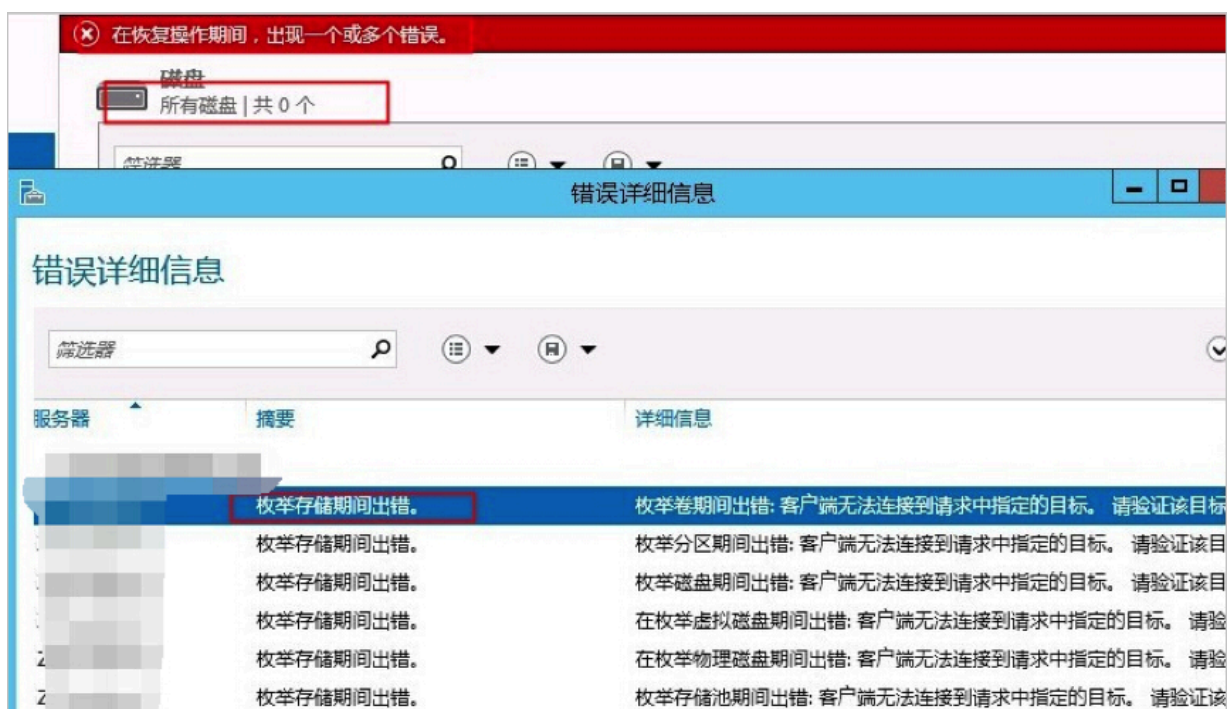 在恢复操作期间，出现一个或多个错误。
磁盘
所有磁盘 | 共 0 个
筛选器
错误详细信息
错误详细信息
筛选器
服务器 摘要 详细信息
枚举存储期间出错。 枚举卷期间出错: 客户端无法连接到请求中指定的目标。 请验证该目标
枚举存储期间出错。 枚举分区期间出错: 客户端无法连接到请求中指定的目标。 请验证该目
枚举存储期间出错。 枚举磁盘期间出错: 客户端无法连接到请求中指定的目标。 请验证该目
枚举存储期间出错。 在枚举虚拟磁盘期间出错: 客户端无法连接到请求中指定的目标。 请验
Z 枚举存储期间出错。 在枚举物理磁盘期间出错: 客户端无法连接到请求中指定的目标。 请验
Z 枚举存储期间出错。 枚举存储池期间出错: 客户端无法连接到请求中指定的目标。 请验证该